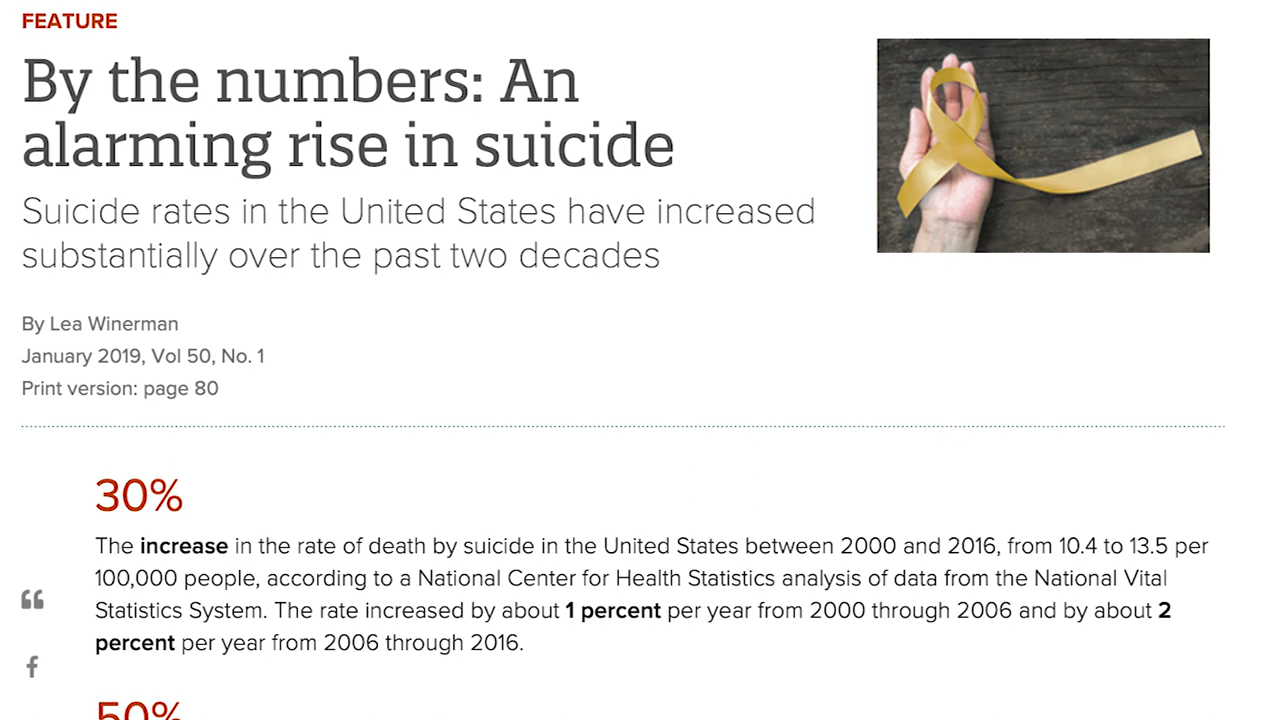 FEATURE
By the numbers: An
alarming rise in suicide
Suicide rates in the United States have increased
substantially over the past two decades
By Lea Winerman
January 2019, Vol 50, No. 1
Print version: page 80
30%
The increase in the rate of death by suicide in the United States between 2000 and 2016, from 10.4 to 13.5 per
100,000 people, according to a National Center for Health Statistics analysis of data from the National Vital
Statistics System. The rate increased by about 1 percent per year from 2000 through 2006 and by about 2
percent per year from 2006 through 2016.
50%